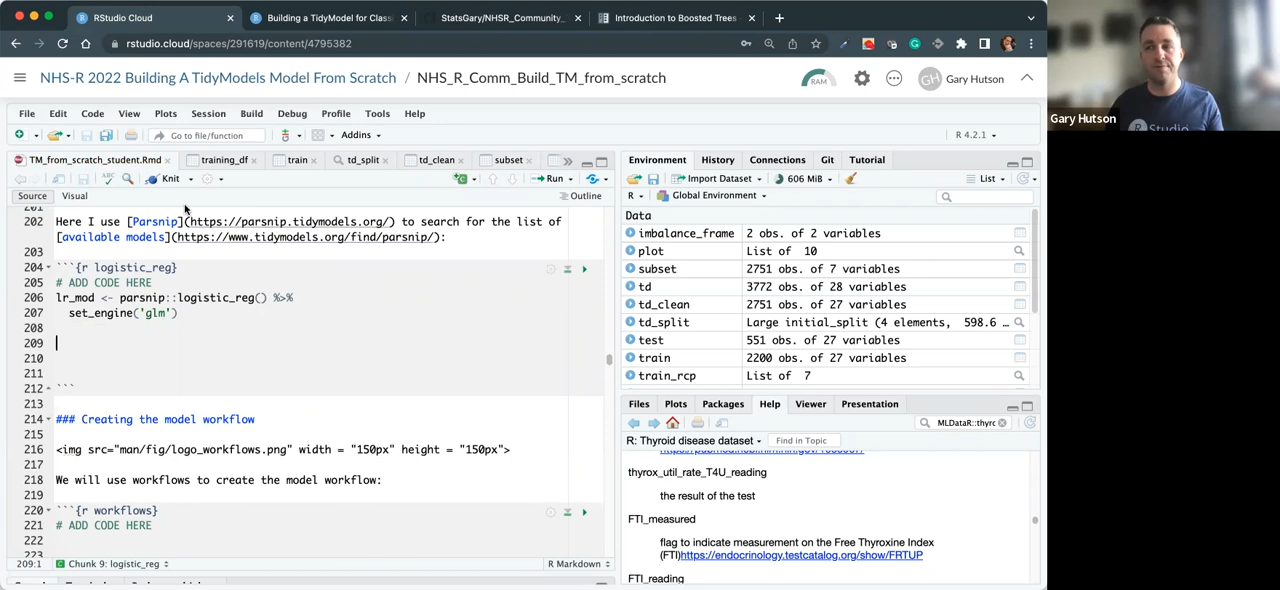 RStudio Cloud
Building a TidyModel for Class
StatsGary/NHSR_Community_
Introduction to Boosted Trees —
rstudio.cloud/spaces/291619/content/4795382
NHS-R 2022 Building A TidyModels Model From Scratch / NHS_R_Comm_Build_TM_from_scratch
RAM
GH
Gary Hutson
Gary Hutson
RStudio
File Edit Code View Plots Session Build Debug Profile Tools Help
Go to file/function
Addins
R 4.2.1
TM_from_scratch_student.Rmd
training_df
train
td_split
td_clean
subset
Knit
Run
Source
Visual
Outline
201
202 Here I use [Parsnip](https://parsnip.tidymodels.org/) to search for the list of
[available models](https://www.tidymodels.org/find/parsnip/):
203
204 ```{r logistic_reg}
205 # ADD CODE HERE
206 lr_mod <- parsnip::logistic_reg() %>%
207 set_engine('glm')
208
209
210
211
212 ```
213
214 ### Creating the model workflow
215
216 <img src="man/fig/logo_workflows.png" width = "150px" height = "150px">
217
218 We will use workflows to create the model workflow:
219
220 ```{r workflows}
221 # ADD CODE HERE
222
223
209:1
Chunk 9: logistic_reg
R Markdown
Environment History Connections Git Tutorial
Import Dataset
606 MiB
List
R
Global Environment
Data
imbalance_frame 2 obs. of 2 variables
plot List of 10
subset 2751 obs. of 7 variables
td 3772 obs. of 28 variables
td_clean 2751 obs. of 27 variables
td_split Large initial_split (4 elements, 598.6 …
test 551 obs. of 27 variables
train 2200 obs. of 27 variables
train_rcp List of 7
Files Plots Packages Help Viewer Presentation
MLDataR::thyrc
R: Thyroid disease dataset
Find in Topic
thyrox_util_rate_T4U_reading
the result of the test
FTI_measured
flag to indicate measurement on the Free Thyroxine Index
(FTI)https://endocrinology.testcatalog.org/show/FRTUP
FTI_reading